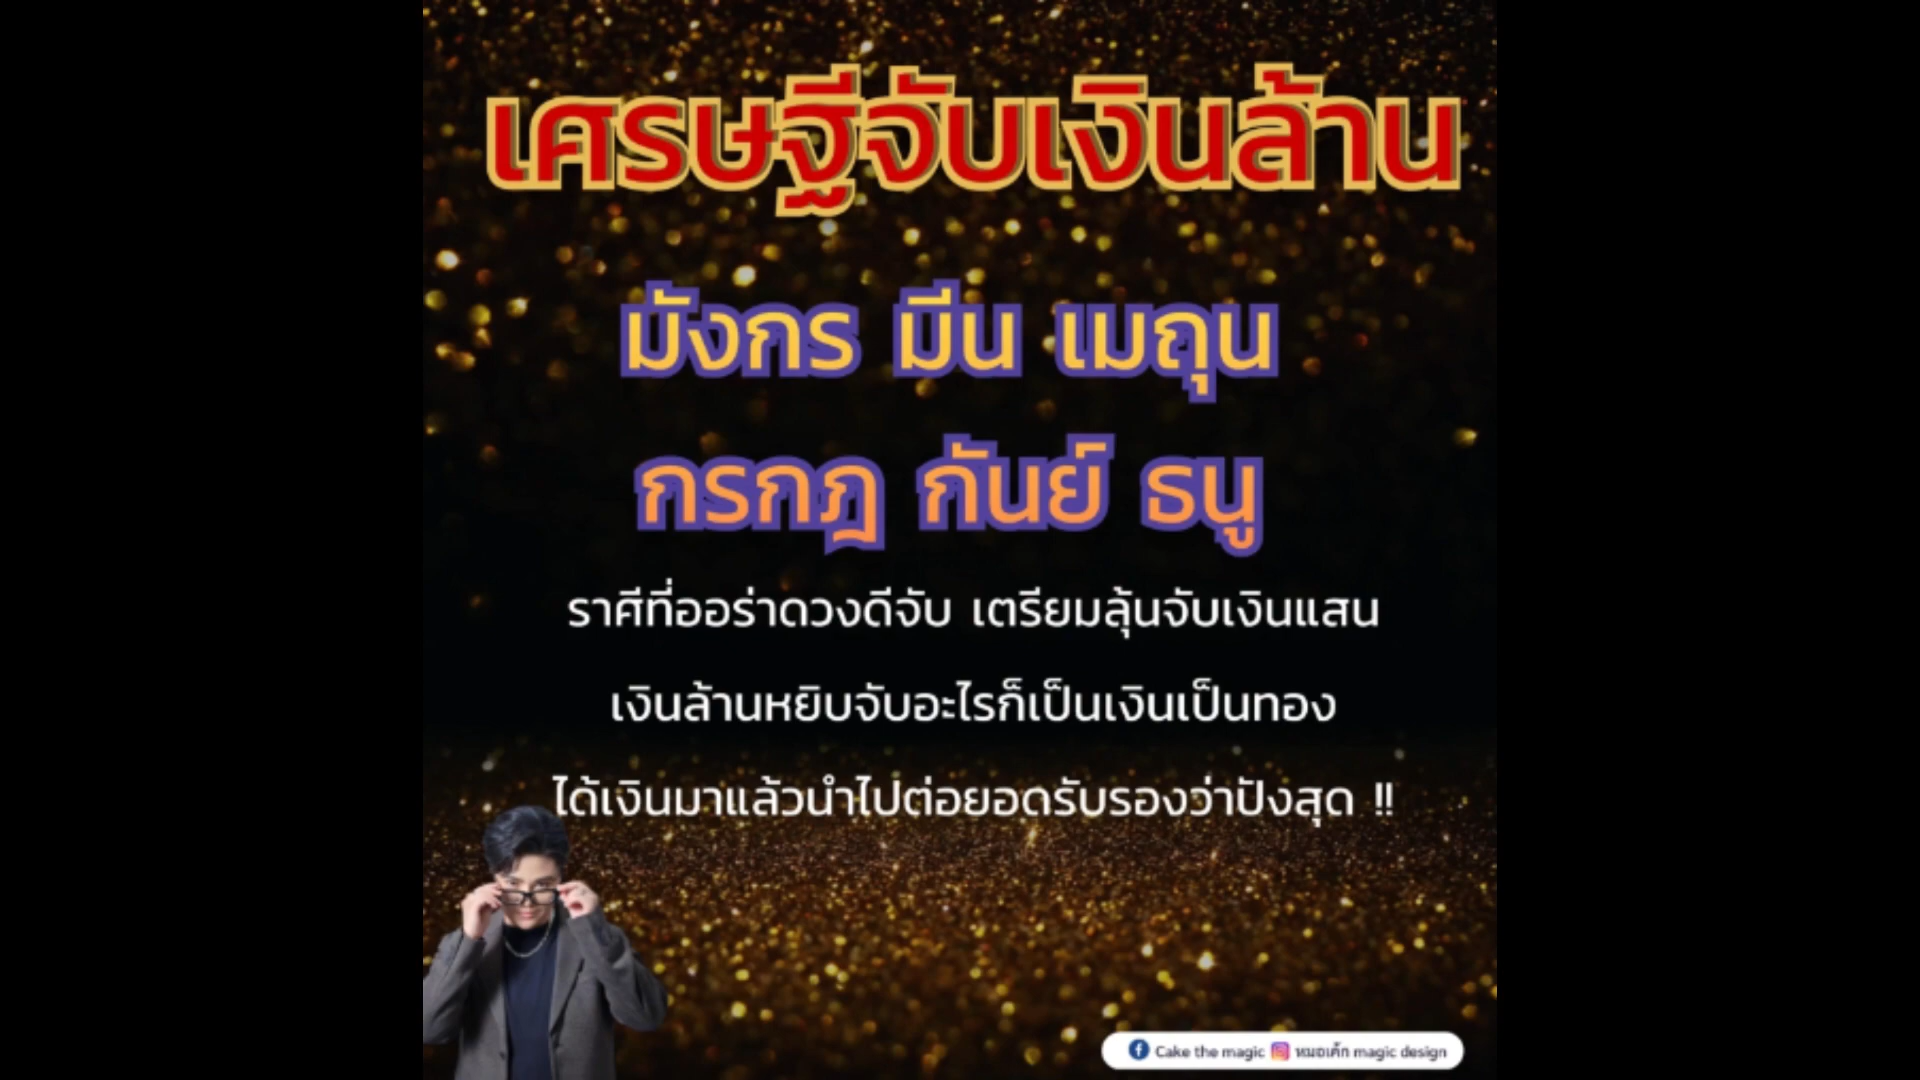 เศรษฐีจับเงินล้าน
มังกร มีน เมถุน
กรกฎ กันย์ ธนู
ราศีที่ออร่าดวงดีจับ เตรียมลุ้นจับเงินแสน
เงินล้านหยิบจับอะไรก็เป็นเงินเป็นทอง
ได้เงินมาแล้วนำไปต่อยอดรับรองว่าปังสุด !!
Cake the magic หมอเค้ก magic design